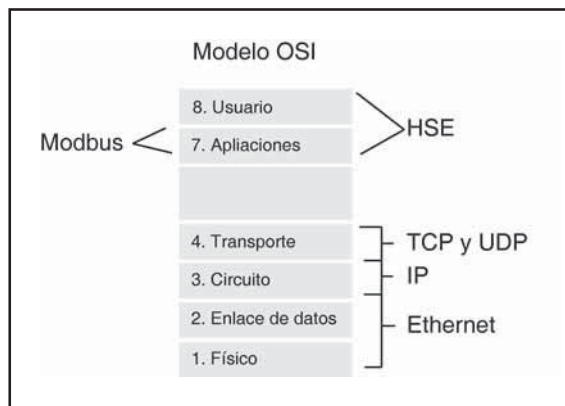 Modelo OSI
8. Usuario
Modbus
7. Apliaciones
HSE
4. Transporte
TCP y UDP
3. Circuito
IP
2. Enlace de datos
Ethernet
1. Físico